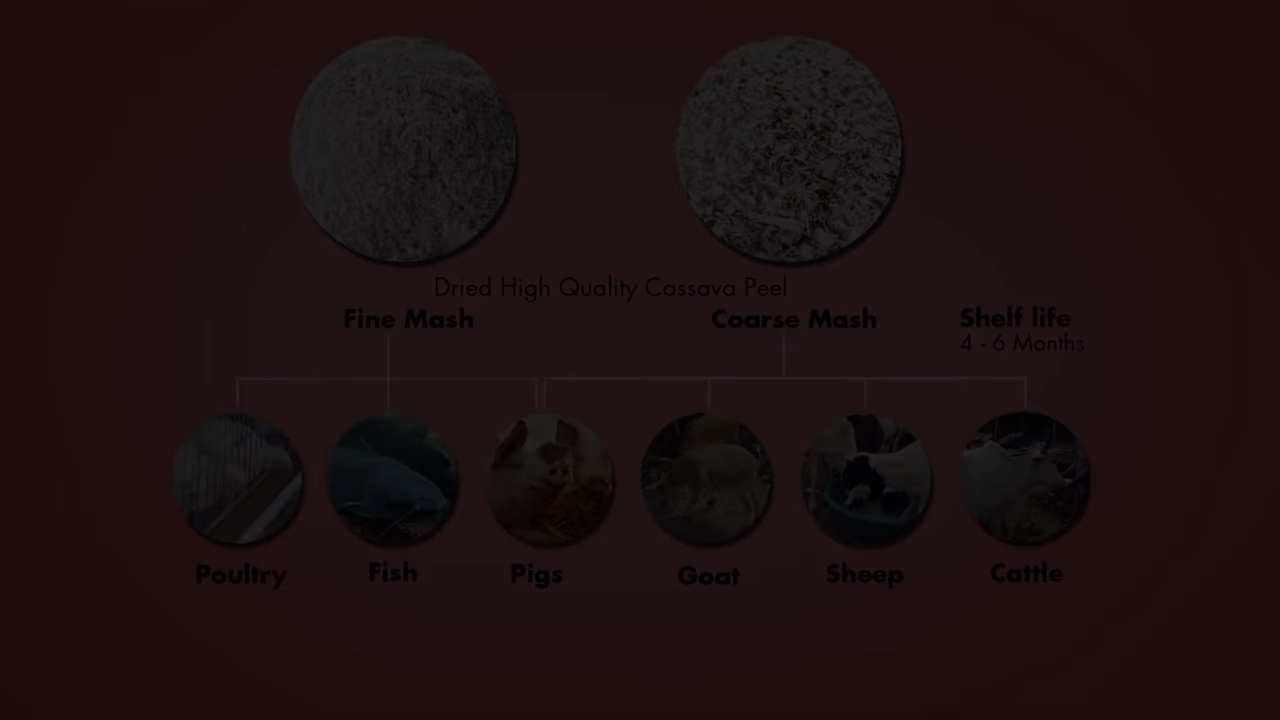 Dried High Quality Cassava Peel
Fine Mash
Coarse Mash
Shelf life
4 - 6 Months
Poultry
Fish
Pigs
Goat
Sheep
Cattle